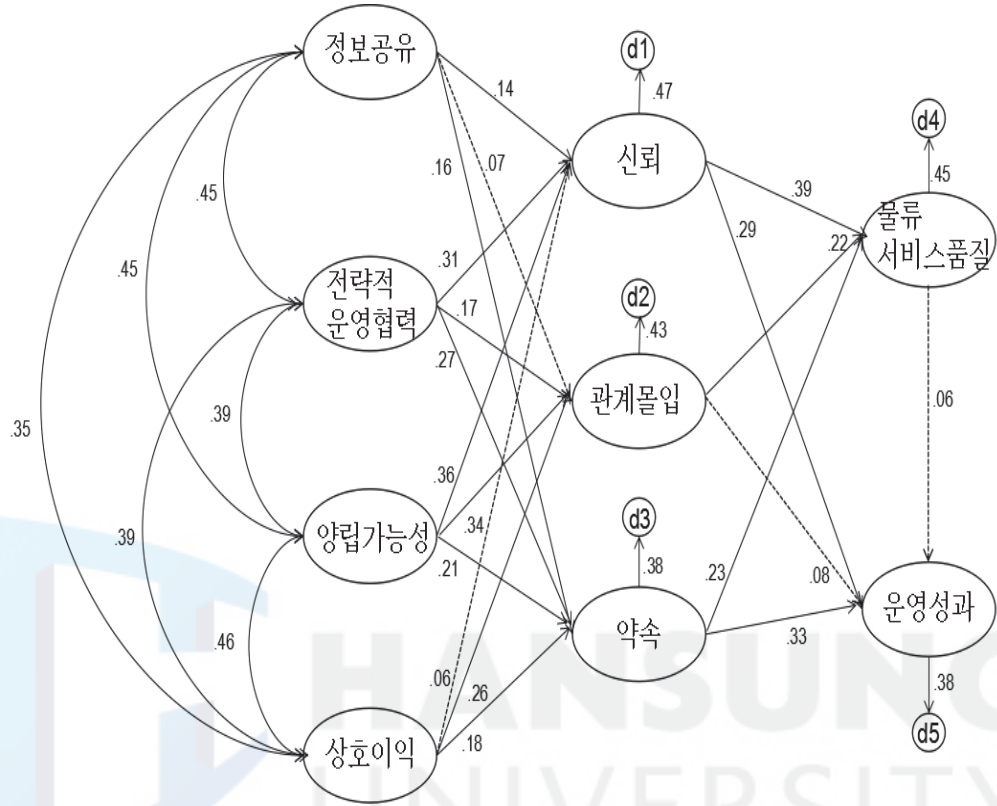 정보공유
d1
.14
.47
신뢰
d4
.45
물류
서비스품질
.16
.07
.39
.45
.29
.22
.45
.31
전략적
운영협력
.17
d2
.43
.27
관계몰입
.39
.06
.35
.36
d3
.34
양립가능성
.39
.21
.38
.23
.08
운영성과
약속
.33
.46
.06
.26
.38
.18
상호이익
d5
HANSUNG
UNIVERSITY